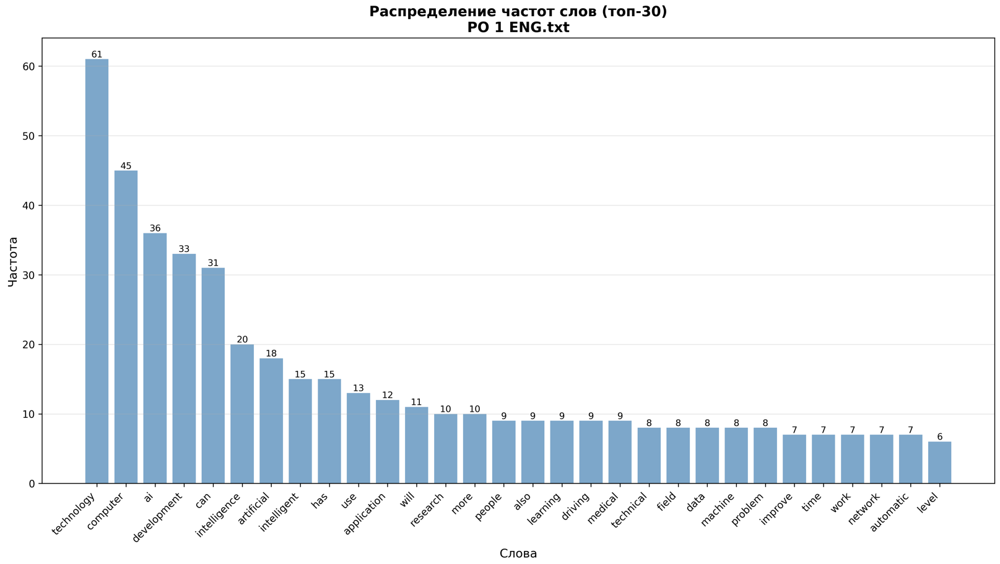 Распределение частот слов (топ-30)
PO 1 ENG.txt
Частота
60
50
40
30
20
10
0
61
45
36
33
31
20
18
15
15
13
12
11
10
10
9
9
9
9
9
8
8
8
8
8
7
7
7
7
7
6
technology
computer
ai
development
can
intelligence
artificial
intelligent
has
use
application
will
research
more
people
also
learning
driving
medical
technical
field
data
machine
problem
improve
time
work
network
automatic
level
Слова